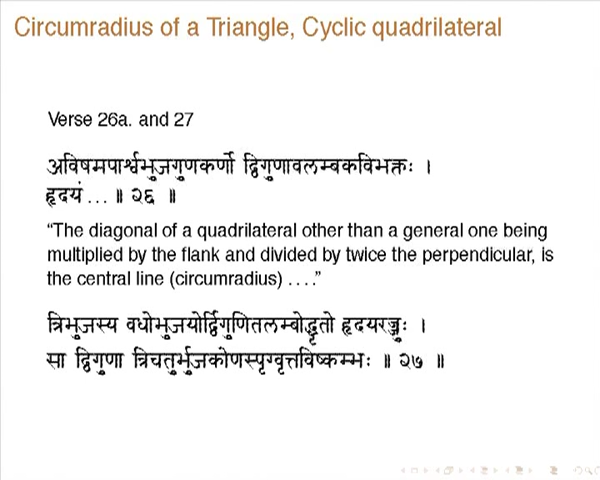 Circumradius of a Triangle, Cyclic quadrilateral
Verse 26a. and 27
अविषमपार्श्वभुजगुणकर्णो द्विगुणावलम्बकविभक्तः ।
हृदयं ... ॥ २६ ॥
“The diagonal of a quadrilateral other than a general one being
multiplied by the flank and divided by twice the perpendicular, is
the central line (circumradius) ....”
त्रिभुजस्य वधोभुजयोर्द्विगुणितलम्बोद्धृतो हृदयरज्जुः ।
सा द्विगुणा त्रिचतुर्भुजकोणस्पृग्वृत्तविष्कम्भः ॥ २७ ॥